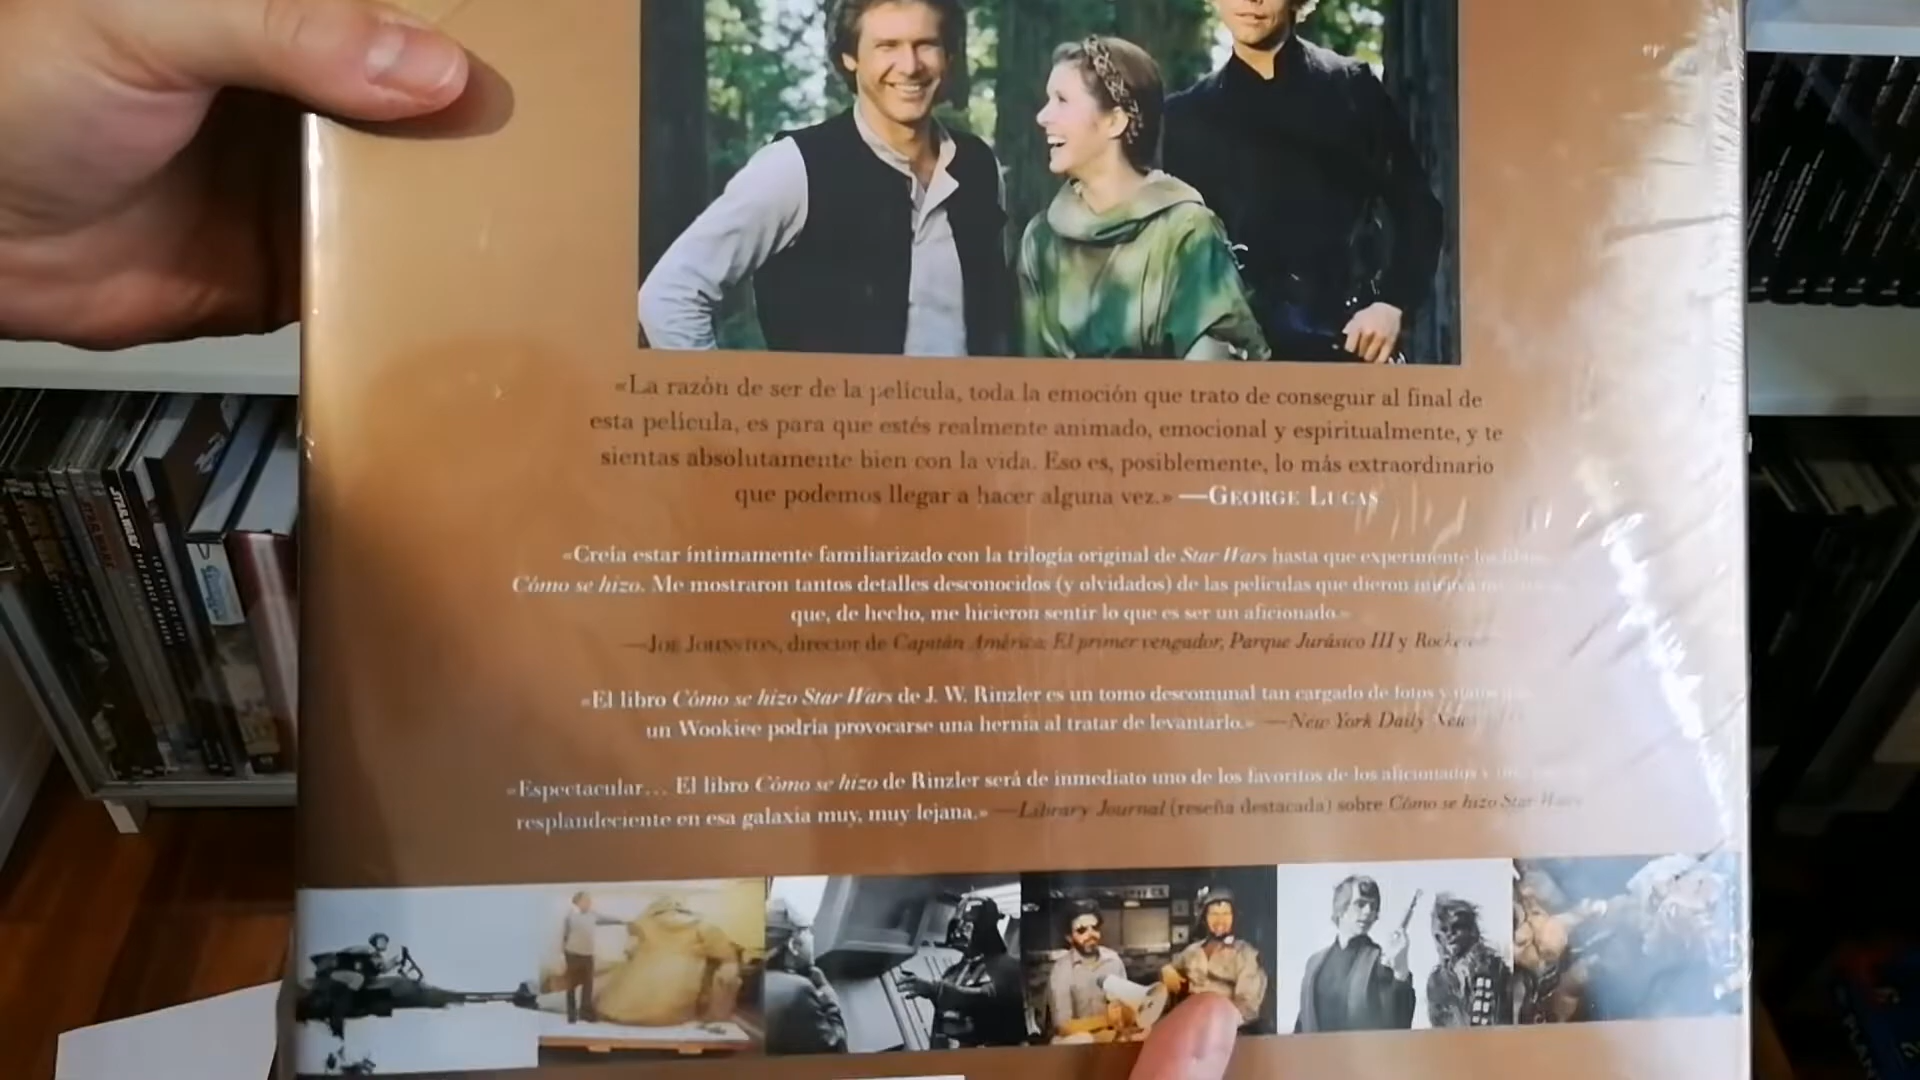 «La razón de ser de la película, toda la emoción que trato de conseguir al final de
esta película, es para que estés realmente animado, emocional y espiritualmente, y te
sientas absolutamente bien con la vida. Eso es, posiblemente, lo más extraordinario
que podemos llegar a hacer alguna vez.» —GEORGE LUCAS
«Creía estar íntimamente familiarizado con la trilogía original de Star Wars hasta que experimenté los
Cómo se hizo. Me mostraron tantos detalles desconocidos (y olvidados) de las películas que dieron
que, de hecho, me hicieron sentir lo que es ser un aficionado.»
—JOE JOHNSTON, director de Capitán América: El primer vengador, Parque Jurásico III y
«El libro Cómo se hizo Star Wars de J. W. Rinzler es un tomo descomunal tan cargado de fotos y
un Wookiee podría provocarse una hernia al tratar de levantarlo.» —New York Daily News
«Espectacular… El libro Cómo se hizo de Rinzler será de inmediato uno de los favoritos de los aficionados y
resplandeciente en esa galaxia muy, muy lejana.» —Library Journal (reseña destacada) sobre Cómo se hizo Star Wars
STAR WARS